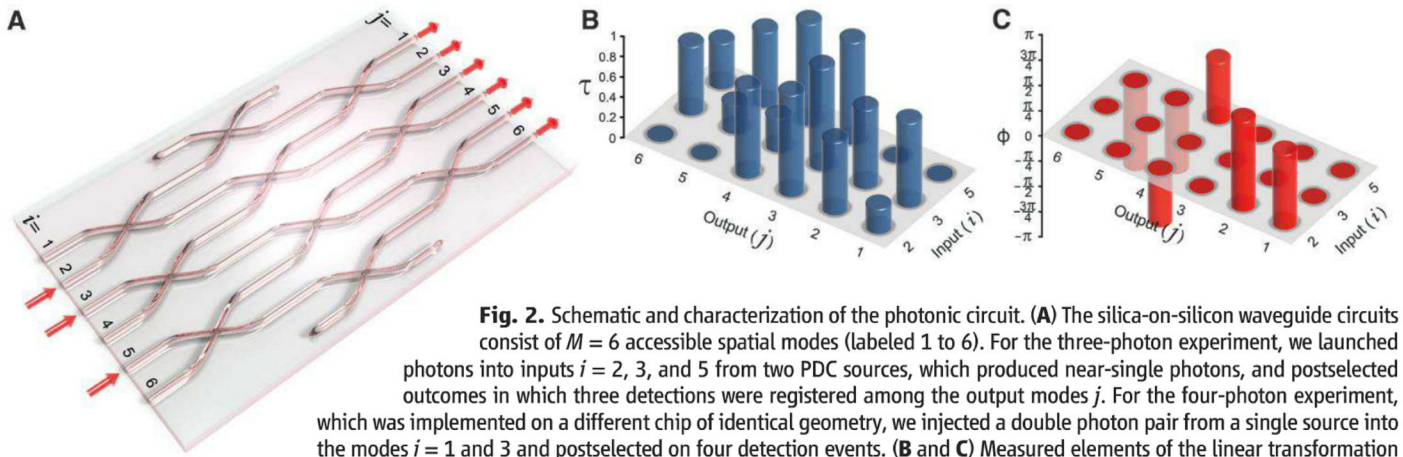 A
j=
1
2
3
4
5
6
i=
1
2
3
4
5
6
B
τ
1
0.8
0.6
0.4
0.2
0
6
5
4
3
2
1
Output (j)
2
3
5
Input (i)
C
ϕ
π
3π/4
π/2
π/4
0
-π/4
-π/2
-3π/4
-π
6
5
4
3
2
1
Output (j)
2
3
5
Input (i)
Fig. 2. Schematic and characterization of the photonic circuit. (A) The silica-on-silicon waveguide circuits
consist of M = 6 accessible spatial modes (labeled 1 to 6). For the three-photon experiment, we launched
photons into inputs i = 2, 3, and 5 from two PDC sources, which produced near-single photons, and postselected
outcomes in which three detections were registered among the output modes j. For the four-photon experiment,
which was implemented on a different chip of identical geometry, we injected a double photon pair from a single source into
the modes i = 1 and 3 and postselected on four detection events. (B and C) Measured elements of the linear transformation